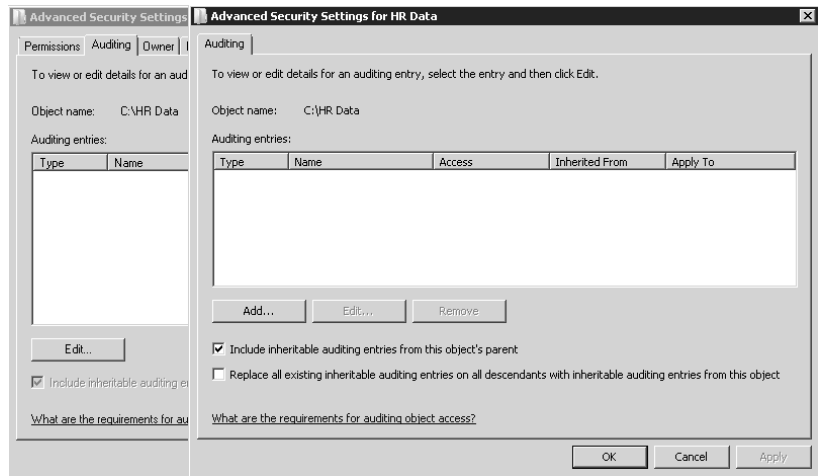 Advanced Security Settings
Permissions Auditing Owner
To view or edit details for an aud
Object name: C:\HR Data
Auditing entries:
Type Name
Edit...
Include inheritable auditing e
What are the requirements for au
Advanced Security Settings for HR Data
Auditing
To view or edit details for an auditing entry, select the entry and then click Edit.
Object name: C:\HR Data
Auditing entries:
Type Name Access Inherited From Apply To
Add... Edit... Remove
Include inheritable auditing entries from this object's parent
Replace all existing inheritable auditing entries on all descendants with inheritable auditing entries from this object
What are the requirements for auditing object access?
OK Cancel Apply